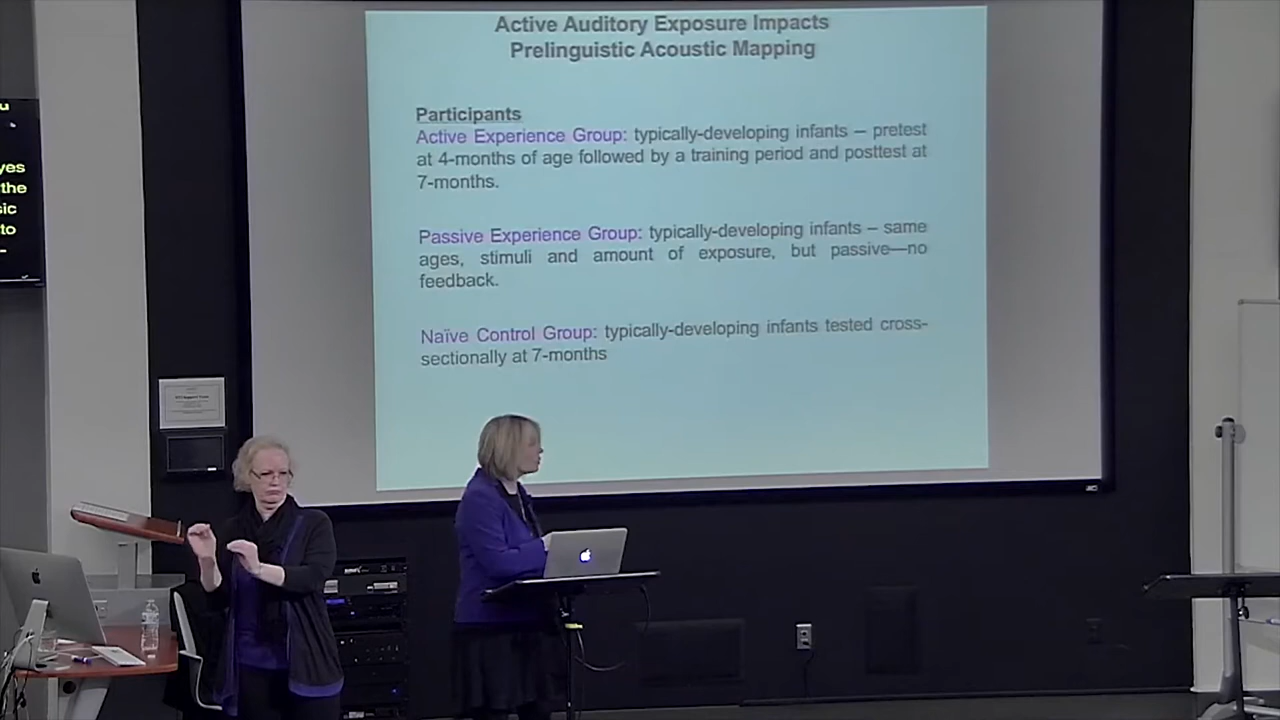 Active Auditory Exposure Impacts
Prelinguistic Acoustic Mapping
Participants
Active Experience Group: typically-developing infants – pretest
at 4-months of age followed by a training period and posttest at
7-months.
Passive Experience Group: typically-developing infants – same
ages, stimuli and amount of exposure, but passive—no
feedback.
Naïve Control Group: typically-developing infants tested cross-
sectionally at 7-months
u
yes
the
sic
to
-